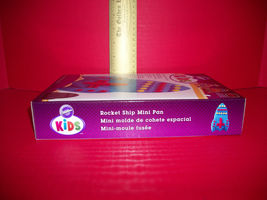 Wilton
KIDS
Rocket Ship Mini Pan
Mini molde de cohete espacial
Mini-moule fusée